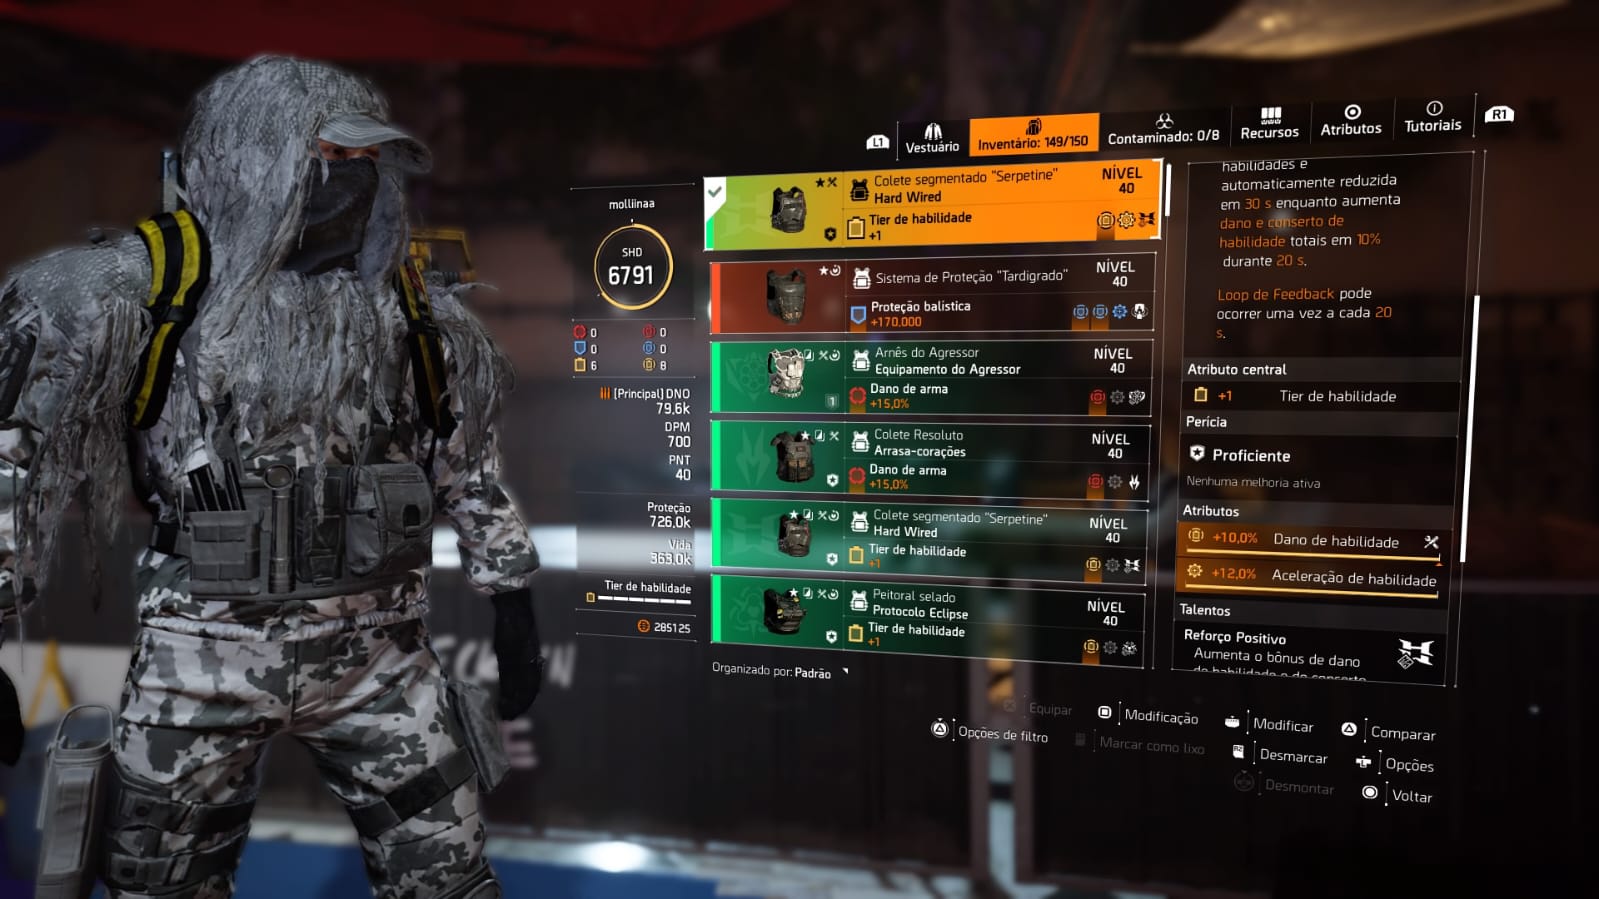 L1
Vestuário
Inventário: 149/150
Contaminado: 0/8
Recursos
Atributos
Tutoriais
R1
molliinaa
SHD
6791
0 0
0 0
6 8
[Principal] DNO
79,6k
DPM
700
PNT
40
Proteção
726,0k
Vida
363,0k
Tier de habilidade
285125
Colete segmentado "Serpetine"
Hard Wired
NÍVEL
40
Tier de habilidade
+1
Sistema de Proteção "Tardigrado"
NÍVEL
40
Proteção balística
+170.000
Arnês do Agressor
Equipamento do Agressor
NÍVEL
40
Dano de arma
+15,0%
1
Colete Resoluto
Arrasa-corações
NÍVEL
40
Dano de arma
+15,0%
Colete segmentado "Serpetine"
Hard Wired
NÍVEL
40
Tier de habilidade
+1
Peitoral selado
Protocolo Eclipse
NÍVEL
40
Tier de habilidade
+1
Organizado por: Padrão
habilidades e
automaticamente reduzida
em 30 s enquanto aumenta
dano e conserto de
habilidade totais em 10%
durante 20 s.
Loop de Feedback pode
ocorrer uma vez a cada 20
s.
Atributo central
+1 Tier de habilidade
Perícia
Proficiente
Nenhuma melhoria ativa
Atributos
+10,0% Dano de habilidade
+12,0% Aceleração de habilidade
Talentos
Reforço Positivo
Aumenta o bônus de dano
de habilidade e de conserto
Equipar
Modificação
Modificar
Comparar
Opções de filtro
Marcar como lixo
R2
Desmarcar
Opções
Desmontar
Voltar